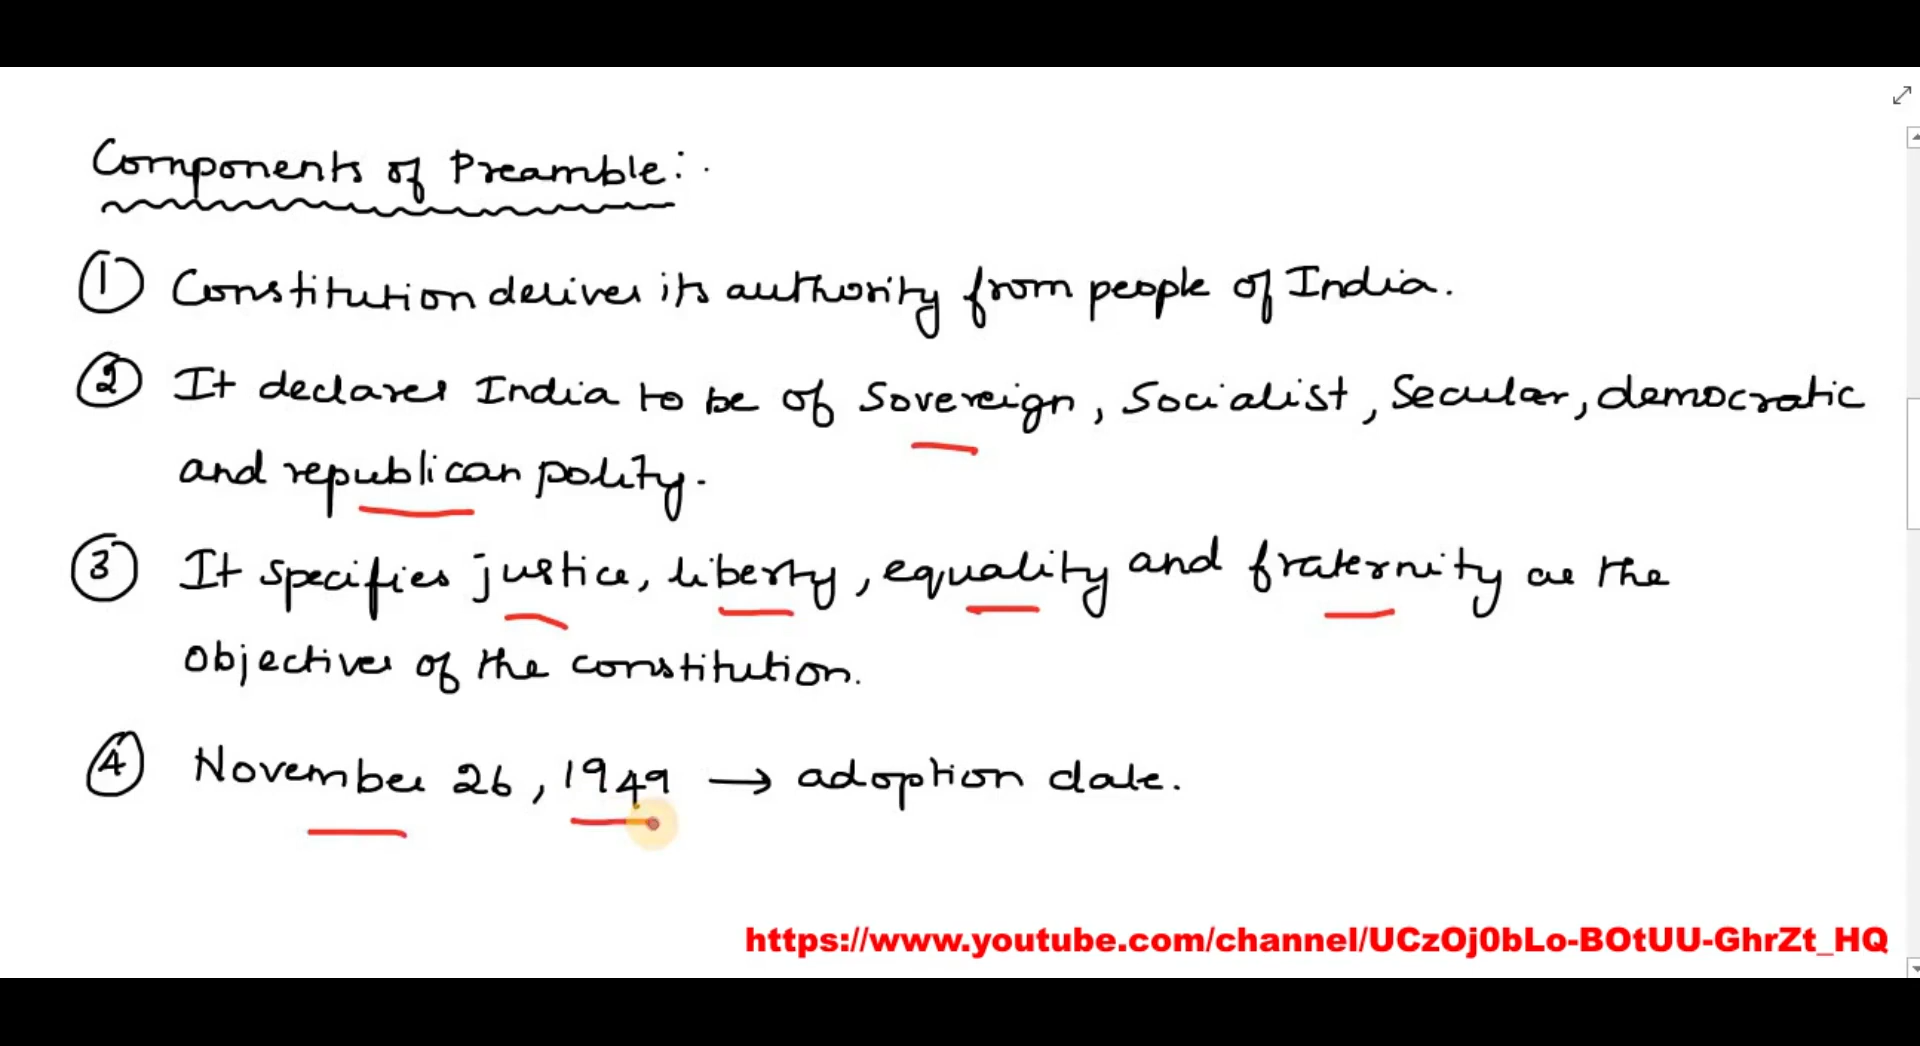 Components of Preamble:
① Constitution derives its authority from people of India.
② It declares India to be of Sovereign, Socialist, Secular, democratic
and republican polity.
③ It specifies justice, liberty, equality and fraternity as the
objectives of the constitution.
④ November 26, 1949 → adoption date.
https://www.youtube.com/channel/UCzOj0bLo-BOtUU-GhrZt_HQ